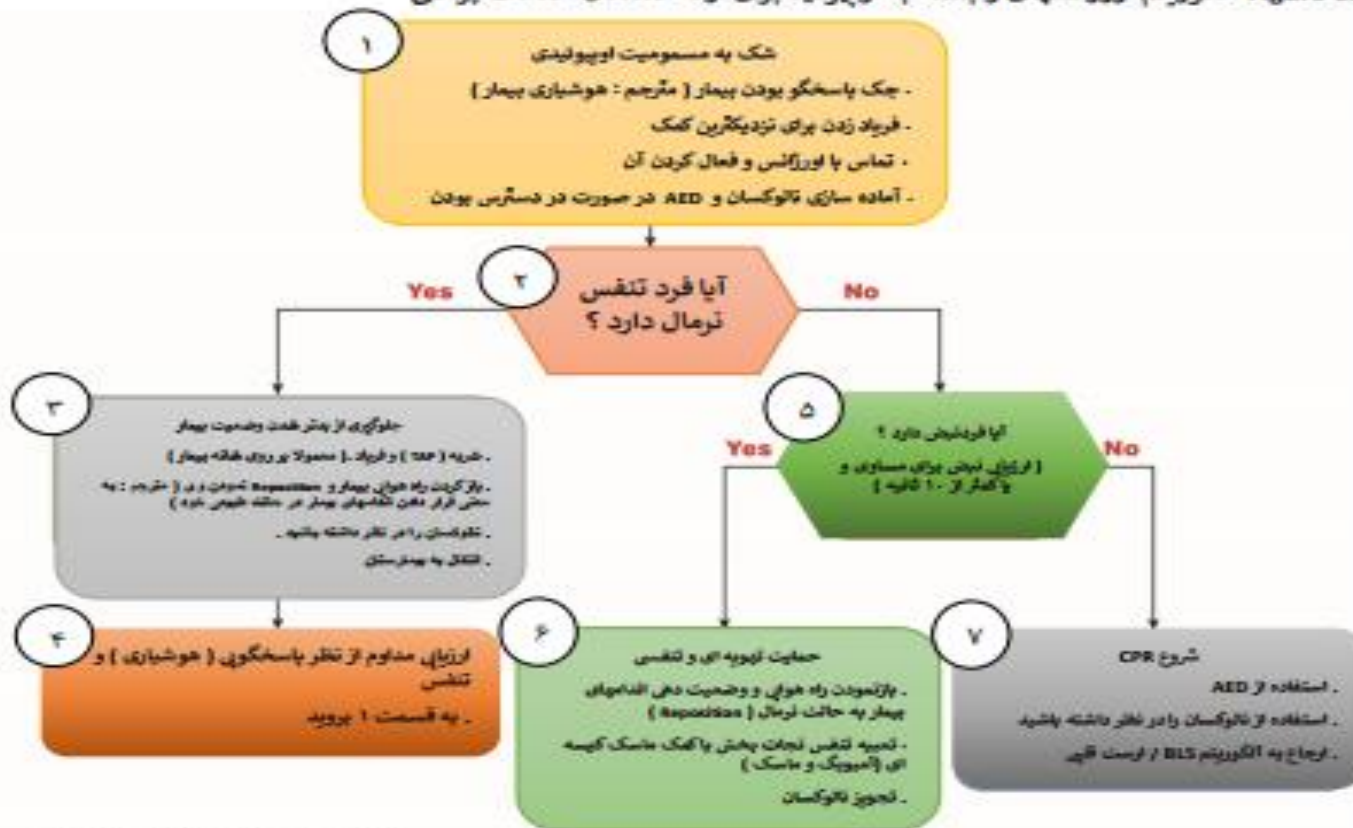 ۱
شک به مسمومیت اوپیوئیدی
. چک پاسخگو بودن بیمار ( مترجم : هوشیاری بیمار )
. فریاد زدن برای نزدیکترین کمک
. تماس با اورژانس و فعال کردن آن
. آماده سازی نالوکسان و AED در صورت در دسترس بودن
۲
آیا فرد تنفس
نرمال دارد ؟
Yes
No
۳
جلوگیری از بدتر شدن وضعیت بیمار
. ضربه ( TAP ) و فریاد . ( معمولا بر روی شانه بیمار )
. باز کردن راه هوایی بیمار و Reposition نمودن وی ( مترجم : به
معنی قرار دادن اندامهای بیمار در حالت طبیعی خود )
. نالوکسان را در نظر داشته باشید .
. انتقال به بیمارستان
۴
ارزیابی مداوم از نظر پاسخگویی ( هوشیاری ) و
تنفس
. به قسمت ۱ بروید
۵
آیا فرد نبض دارد ؟
( ارزیابی نبض برای مساوی و
یا کمتر از ۱۰ ثانیه )
Yes
No
۶
حمایت تهویه ای و تنفسی
. بازنمودن راه هوایی و وضعیت دهی اندامهای
بیمار به حالت نرمال ( Reposition )
. تعبیه تنفس نجات بخش با کمک ماسک کیسه
ای (آمبوبگ و ماسک )
. تجویز نالوکسان
۷
شروع CPR
. استفاده از AED
. استفاده از نالوکسان را در نظر داشته باشید
. ارجاع به الگوریتم BLS / ارست قلبی